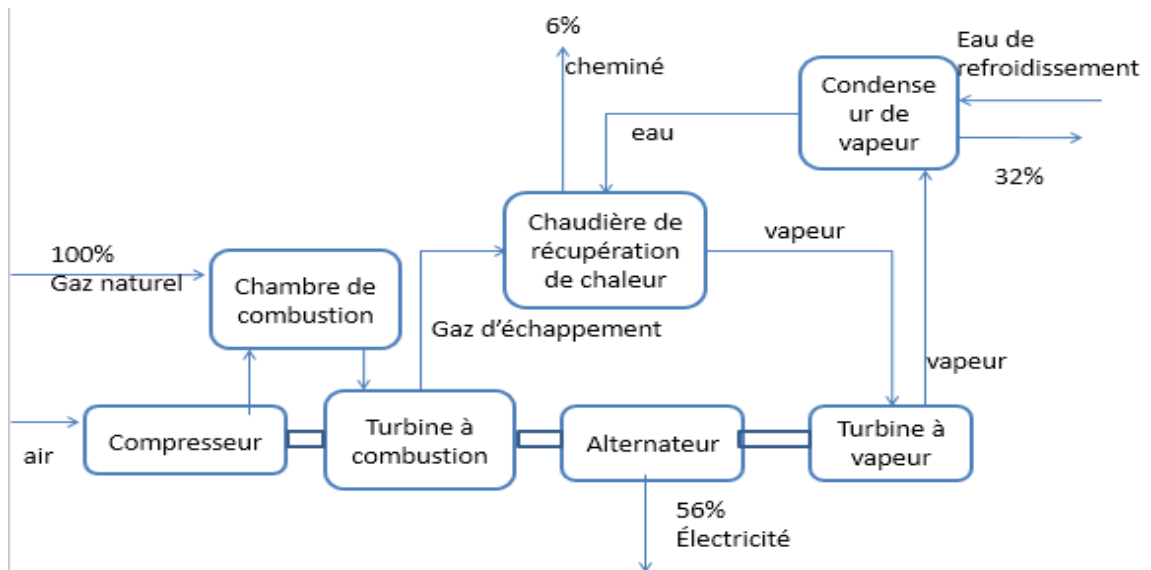 6%
cheminé
Eau de
refroidissement
Condense
ur de
vapeur
eau
32%
Chaudière de
récupération
de chaleur
vapeur
100%
Gaz naturel
Chambre de
combustion
Gaz d'échappement
vapeur
Compresseur
Turbine à
combustion
Alternateur
Turbine à
vapeur
air
56%
Électricité